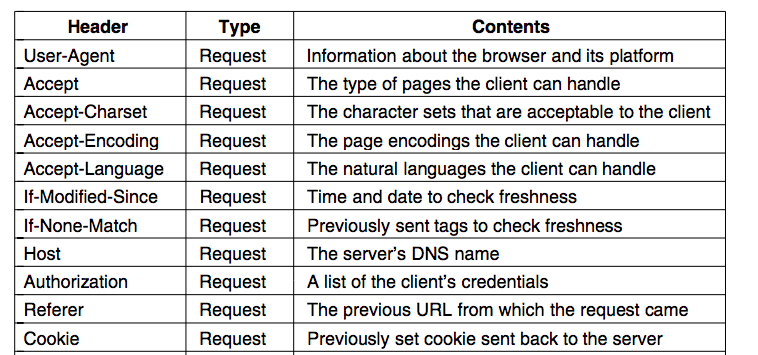 Header Type Contents
User-Agent Request Information about the browser and its platform
Accept Request The type of pages the client can handle
Accept-Charset Request The character sets that are acceptable to the client
Accept-Encoding Request The page encodings the client can handle
Accept-Language Request The natural languages the client can handle
If-Modified-Since Request Time and date to check freshness
If-None-Match Request Previously sent tags to check freshness
Host Request The server's DNS name
Authorization Request A list of the client's credentials
Referer Request The previous URL from which the request came
Cookie Request Previously set cookie sent back to the server